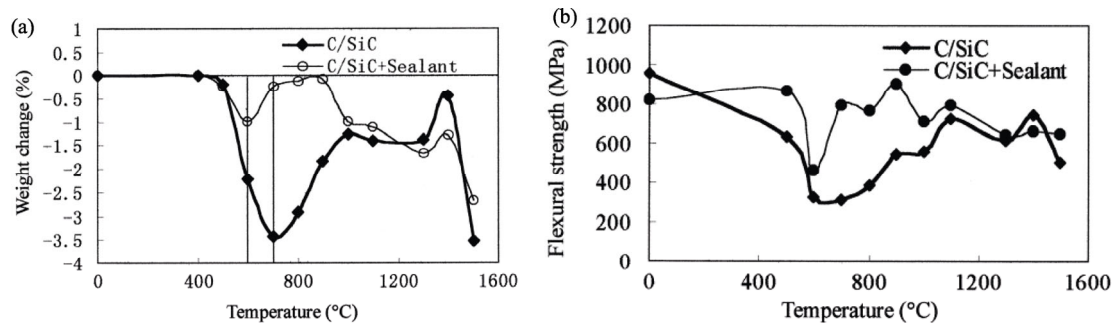 (a)
Weight change (%)
1
0.5
0
-0.5
-1
-1.5
-2
-2.5
-3
-3.5
-4
C/SiC
C/SiC+Sealant
0
400
800
1200
1600
Temperature (°C)
(b)
Flexural strength (MPa)
1200
1000
800
600
400
200
0
C/SiC
C/SiC+Sealant
0
400
800
1200
1600
Temperature (°C)